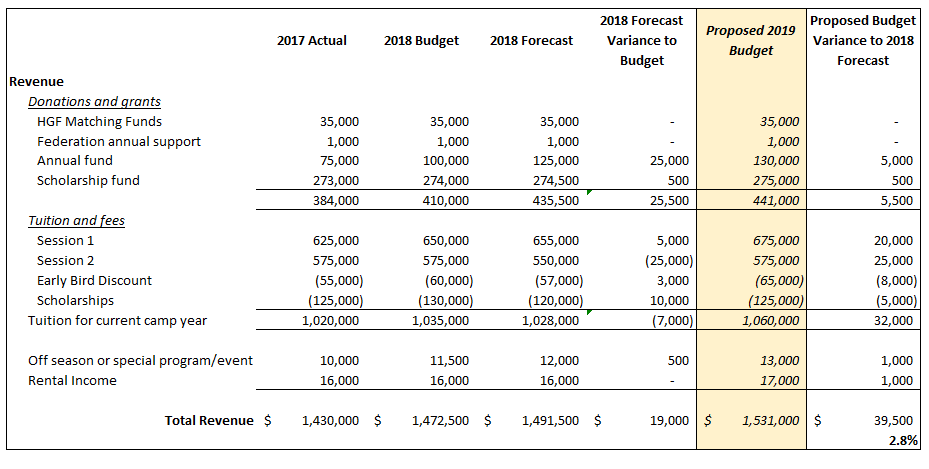 2017 Actual 2018 Budget 2018 Forecast 2018 Forecast Variance to Budget Proposed 2019 Budget Proposed Budget Variance to 2018 Forecast
Revenue
Donations and grants
HGF Matching Funds 35,000 35,000 35,000 - 35,000 -
Federation annual support 1,000 1,000 1,000 - 1,000 -
Annual fund 75,000 100,000 125,000 25,000 130,000 5,000
Scholarship fund 273,000 274,000 274,500 500 275,000 500
384,000 410,000 435,500 25,500 441,000 5,500
Tuition and fees
Session 1 625,000 650,000 655,000 5,000 675,000 20,000
Session 2 575,000 575,000 550,000 (25,000) 575,000 25,000
Early Bird Discount (55,000) (60,000) (57,000) 3,000 (65,000) (8,000)
Scholarships (125,000) (130,000) (120,000) 10,000 (125,000) (5,000)
Tuition for current camp year 1,020,000 1,035,000 1,028,000 (7,000) 1,060,000 32,000
Off season or special program/event 10,000 11,500 12,000 500 13,000 1,000
Rental Income 16,000 16,000 16,000 - 17,000 1,000
Total Revenue $ 1,430,000 $ 1,472,500 $ 1,491,500 $ 19,000 $ 1,531,000 $ 39,500
2.8%